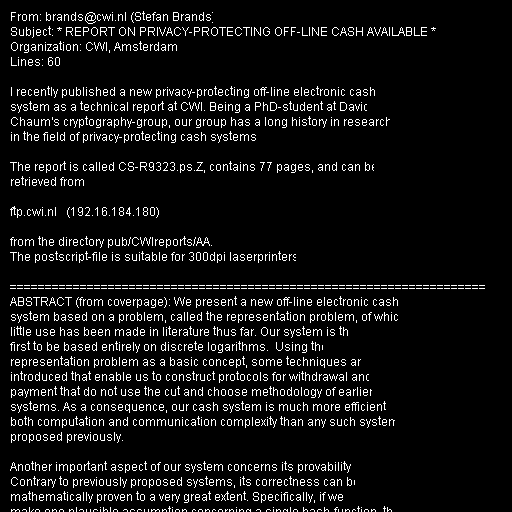 From: brands@cwi.nl (Stefan Brands)
Subject: * REPORT ON PRIVACY-PROTECTING OFF-LINE CASH AVAILABLE *
Organization: CWI, Amsterdam
Lines: 60
I recently published a new privacy-protecting off-line electronic cash
system as a technical report at CWI. Being a PhD-student at David
Chaum's cryptography-group, our group has a long history in research
in the field of privacy-protecting cash systems
The report is called CS-R9323.ps.Z, contains 77 pages, and can be
retrieved from
ftp.cwi.nl (192.16.184.180)
from the directory pub/CWIreports/AA.
The postscript-file is suitable for 300dpi laserprinters
=====================================================================
ABSTRACT (from coverpage): We present a new off-line electronic cash
system based on a problem, called the representation problem, of whic
little use has been made in literature thus far. Our system is th
first to be based entirely on discrete logarithms. Using the
representation problem as a basic concept, some techniques ar
introduced that enable us to construct protocols for withdrawal and
payment that do not use the cut and choose methodology of earlier
systems. As a consequence, our cash system is much more efficient
both computation and communication complexity than any such system
proposed previously.
Another important aspect of our system concerns its provability
Contrary to previously proposed systems, its correctness can b
mathematically proven to a very great extent. Specifically, if we
make one plausible assumption concerning a single hash-function, th